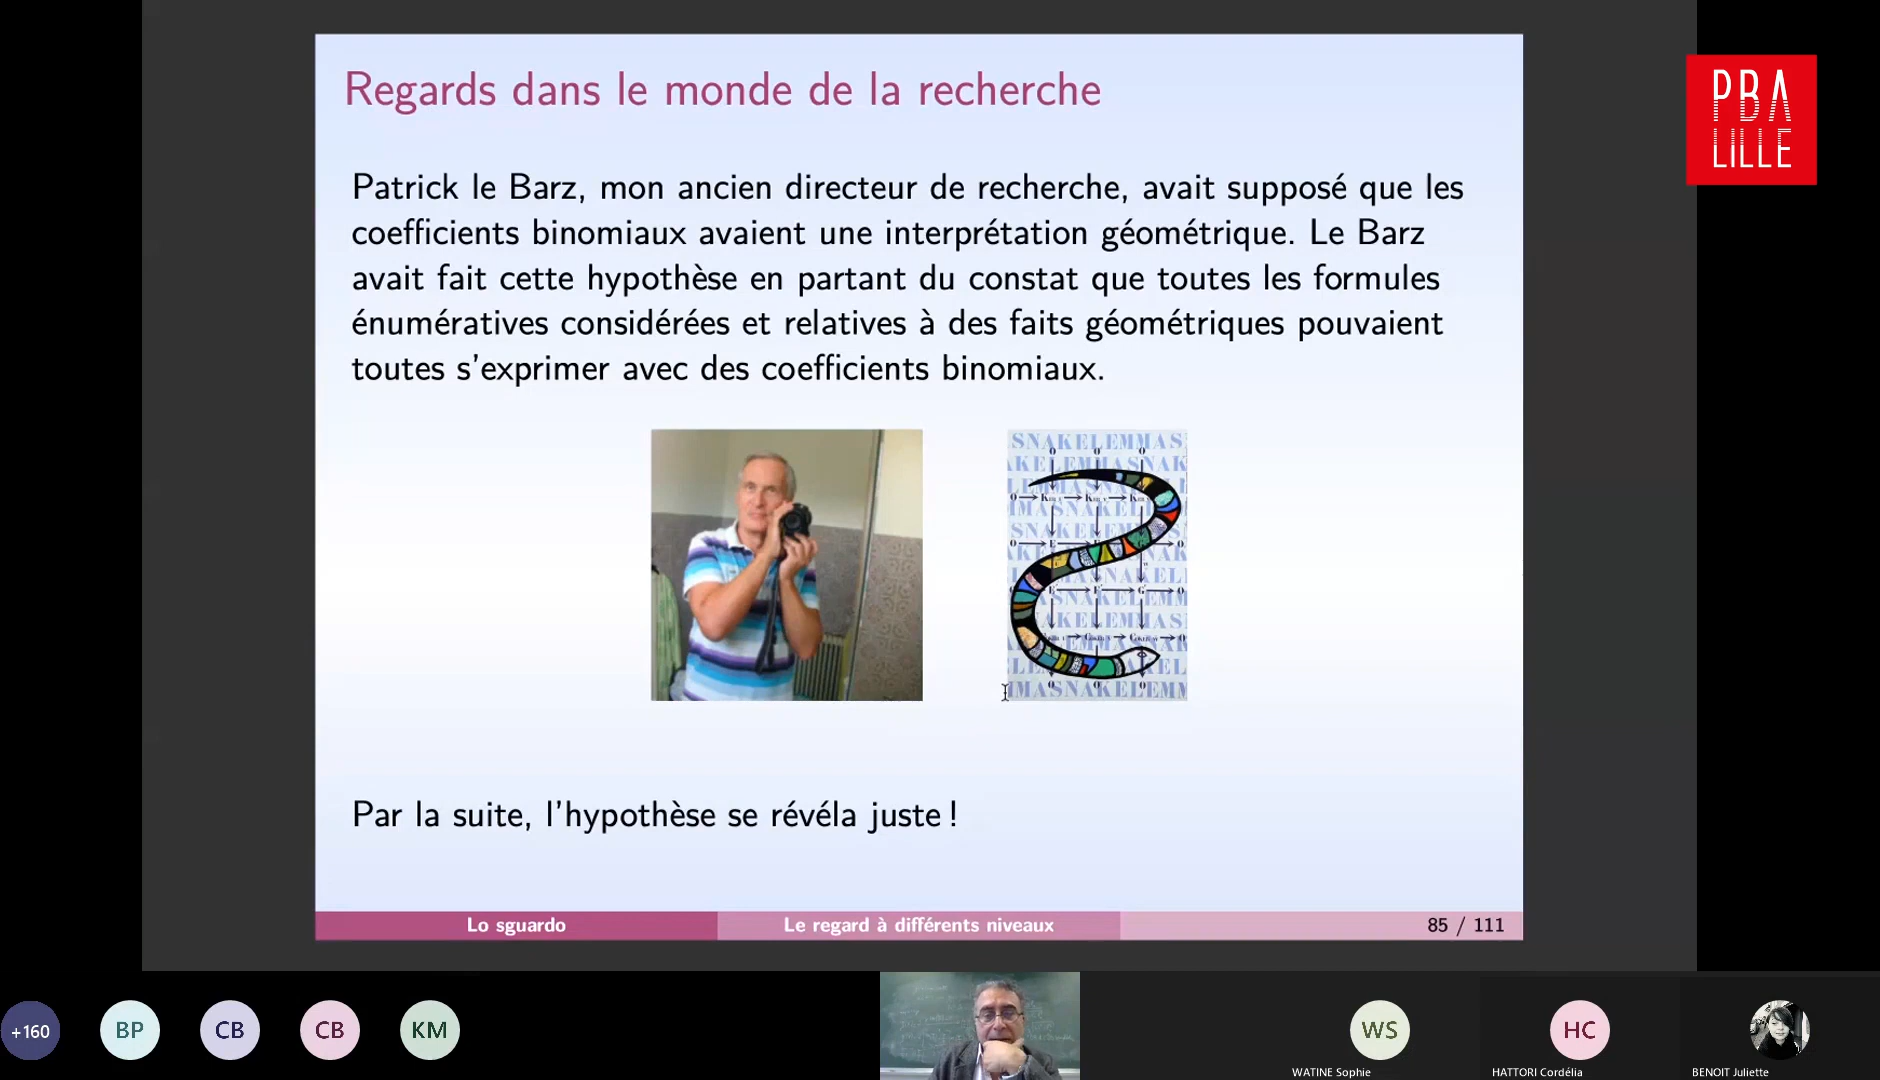 Regards dans le monde de la recherche
PBA
LILLE
Patrick le Barz, mon ancien directeur de recherche, avait supposé que les
coefficients binomiaux avaient une interprétation géométrique. Le Barz
avait fait cette hypothèse en partant du constat que toutes les formules
énumératives considérées et relatives à des faits géométriques pouvaient
toutes s'exprimer avec des coefficients binomiaux.
SNAKELEMMAS
Par la suite, l'hypothèse se révéla juste !
Lo sguardo
Le regard à différents niveaux
85 / 111
+160
BP
CB
CB
KM
WS
HC
WATINE Sophie
HATTORI Cordélia
BENOIT Juliette